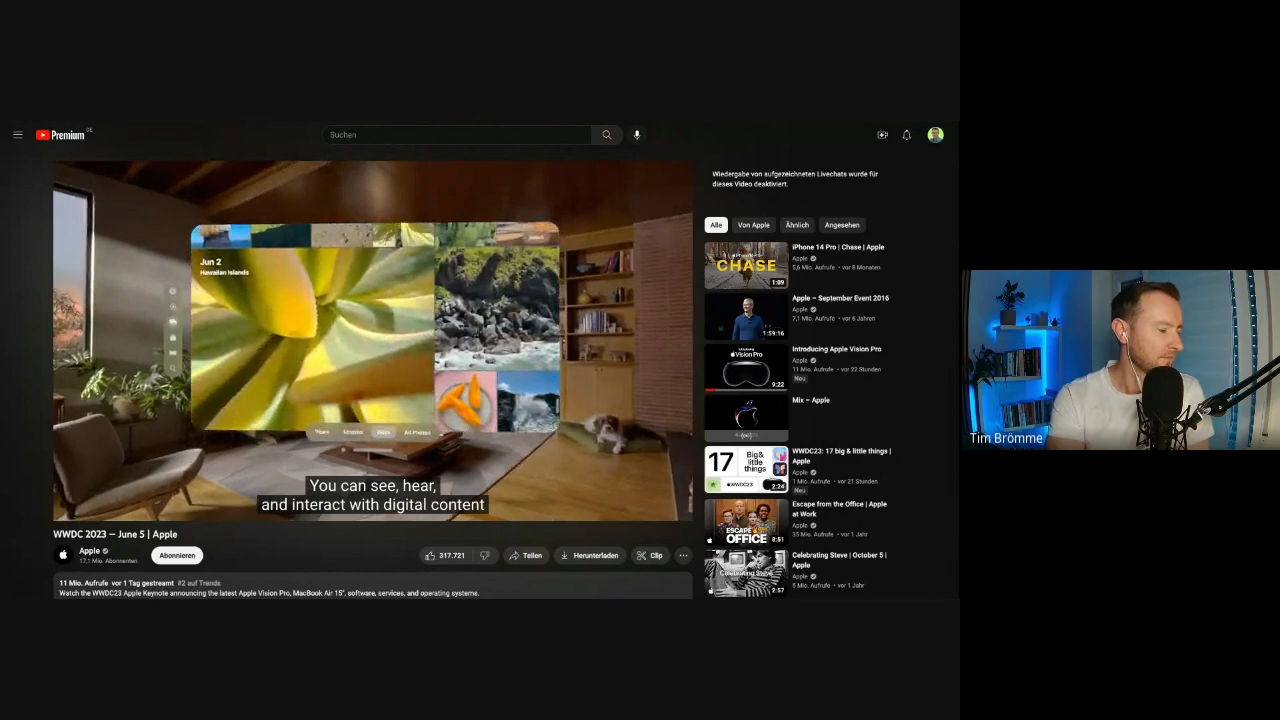 Premium DE
Suchen
Jun 2
Hawaiian Islands
Years Months Days All Photos
You can see, hear,
and interact with digital content
WWDC 2023 – June 5 | Apple
Apple
17,1 Mio. Abonnenten
Abonnieren
317.721
Teilen
Herunterladen
Clip
11 Mio. Aufrufe vor 1 Tag gestreamt #2 auf Trends
Watch the WWDC23 Apple Keynote announcing the latest Apple Vision Pro, MacBook Air 15", software, services, and operating systems.
Wiedergabe von aufgezeichneten Livechats wurde für
dieses Video deaktiviert.
Alle
Von Apple
Ähnlich
Angesehen
CHASE
1:09
iPhone 14 Pro | Chase | Apple
Apple
5,6 Mio. Aufrufe • vor 8 Monaten
1:59:16
Apple – September Event 2016
Apple
7,1 Mio. Aufrufe • vor 6 Jahren
Vision Pro
9:22
Introducing Apple Vision Pro
Apple
11 Mio. Aufrufe • vor 22 Stunden
Neu
Mix – Apple
17
Big&
little
things
WWDC23
2:24
WWDC23: 17 big & little things |
Apple
Apple
1 Mio. Aufrufe • vor 21 Stunden
Neu
ESCAPE
OFFICE
8:51
Escape from the Office | Apple
at Work
Apple
35 Mio. Aufrufe • vor 1 Jahr
Celebrating Steve
2:57
Celebrating Steve | October 5 |
Apple
Apple
5 Mio. Aufrufe • vor 1 Jahr
Tim Brömme